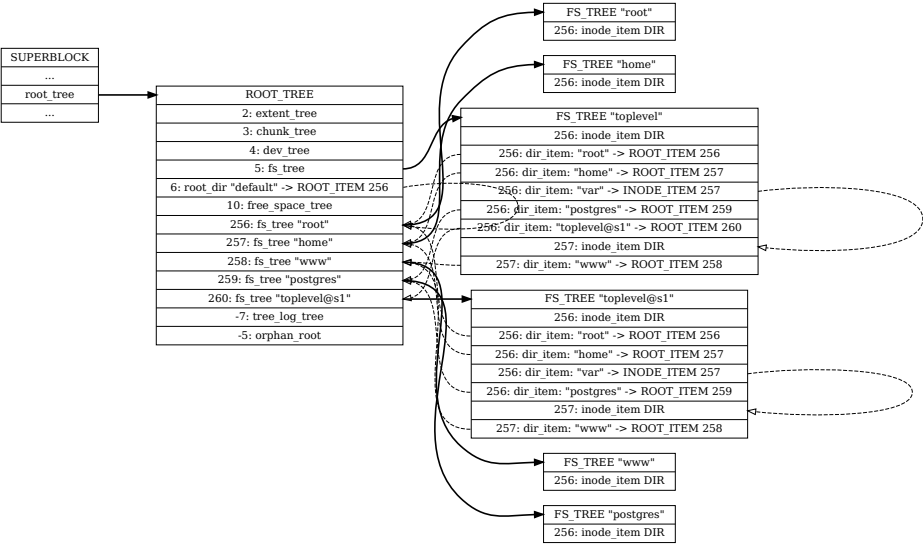 SUPERBLOCK
...
root_tree
...
ROOT_TREE
2: extent_tree
3: chunk_tree
4: dev_tree
5: fs_tree
6: root_dir "default" -> ROOT_ITEM 256
10: free_space_tree
256: fs_tree "root"
257: fs_tree "home"
258: fs_tree "www"
259: fs_tree "postgres"
260: fs_tree "toplevel@s1"
-7: tree_log_tree
-5: orphan_root
FS_TREE "root"
256: inode_item DIR
FS_TREE "home"
256: inode_item DIR
FS_TREE "toplevel"
256: inode_item DIR
256: dir_item: "root" -> ROOT_ITEM 256
256: dir_item: "home" -> ROOT_ITEM 257
256: dir_item: "var" -> INODE_ITEM 257
256: dir_item: "postgres" -> ROOT_ITEM 259
256: dir_item: "toplevel@s1" -> ROOT_ITEM 260
257: inode_item DIR
257: dir_item: "www" -> ROOT_ITEM 258
FS_TREE "toplevel@s1"
256: inode_item DIR
256: dir_item: "root" -> ROOT_ITEM 256
256: dir_item: "home" -> ROOT_ITEM 257
256: dir_item: "var" -> INODE_ITEM 257
256: dir_item: "postgres" -> ROOT_ITEM 259
257: inode_item DIR
257: dir_item: "www" -> ROOT_ITEM 258
FS_TREE "www"
256: inode_item DIR
FS_TREE "postgres"
256: inode_item DIR